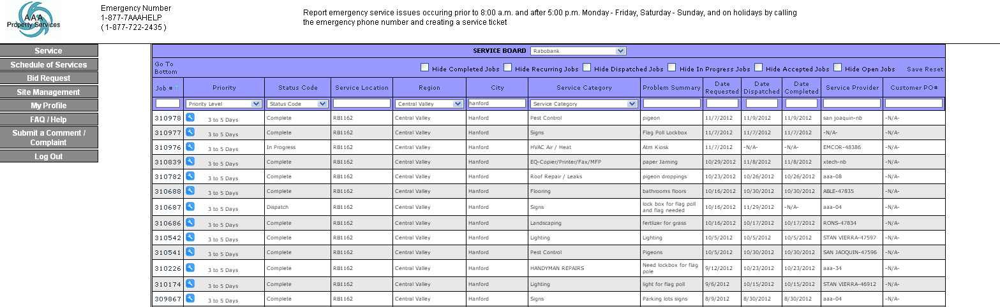 AAA
Property Services
Emergency Number
1-877-7AAAHELP
( 1-877-722-2435 )
Report emergency service issues occuring prior to 8:00 a.m. and after 5:00 p.m. Monday - Friday, Saturday - Sunday, and on holidays by calling
the emergency phone number and creating a service ticket
Service
Schedule of Services
Bid Request
Site Management
My Profile
FAQ / Help
Submit a Comment /
Complaint
Log Out
SERVICE BOARD Rabobank
Go To
Bottom
Hide Completed Jobs Hide Recurring Jobs Hide Dispatched Jobs Hide In Progress Jobs Hide Accepted Jobs Hide Open Jobs Save Reset
Job # Priority Status Code Service Location Region City Service Category Problem Summary Date Requested Date Dispatched Date Completed Service Provider Customer PO#
Priority Level Status Code Central Valley hanford Service Category
310978 3 to 5 Days Complete RB1162 Central Valley Hanford Pest Control pigeon 11/7/2012 11/9/2012 11/9/2012 san joaquin-nb -N/A-
310977 3 to 5 Days Complete RB1162 Central Valley Hanford Signs Flag Poll Lockbox 11/7/2012 11/7/2012 11/7/2012 -N/A- -N/A-
310976 3 to 5 Days In Progress RB1162 Central Valley Hanford HVAC Air / Heat Atm Kiosk 11/7/2012 -N/A- -N/A- EMCOR-48386 -N/A-
310839 3 to 5 Days Complete RB1162 Central Valley Hanford EQ-Copier/Printer/Fax/MFP paper Jaming 10/29/2012 11/8/2012 11/8/2012 xtech-nb -N/A-
310782 3 to 5 Days Complete RB1162 Central Valley Hanford Roof Repair / Leaks pigeon droppings 10/23/2012 10/26/2012 10/26/2012 aaa-08 -N/A-
310688 3 to 5 Days Complete RB1162 Central Valley Hanford Flooring bathrooms floors 10/16/2012 10/30/2012 10/30/2012 ABLE-47835 -N/A-
310687 3 to 5 Days Dispatch RB1162 Central Valley Hanford Signs lock box for flag poll and flag needed 10/16/2012 11/29/2012 -N/A- aaa-04 -N/A-
310686 3 to 5 Days Complete RB1162 Central Valley Hanford Landscaping fertlizer for grass 10/16/2012 10/17/2012 10/17/2012 RONS-47834 -N/A-
310542 3 to 5 Days Complete RB1162 Central Valley Hanford Lighting Lighting 10/5/2012 10/5/2012 10/5/2012 STAN VIERRA-47597 -N/A-
310541 3 to 5 Days Complete RB1162 Central Valley Hanford Pest Control Pigeons 10/5/2012 10/30/2012 10/30/2012 SAN JAOQUIN-47596 -N/A-
310226 3 to 5 Days Complete RB1162 Central Valley Hanford HANDYMAN REPAIRS Need lockbox for flag pole 9/12/2012 10/23/2012 10/23/2012 aaa-34 -N/A-
310174 3 to 5 Days Complete RB1162 Central Valley Hanford Lighting light for flag poll 9/6/2012 10/15/2012 10/15/2012 STAN VIERRA-46912 -N/A-
309867 3 to 5 Days Complete RB1162 Central Valley Hanford Signs Parking lots signs 8/9/2012 8/30/2012 8/30/2012 aaa-04 -N/A-